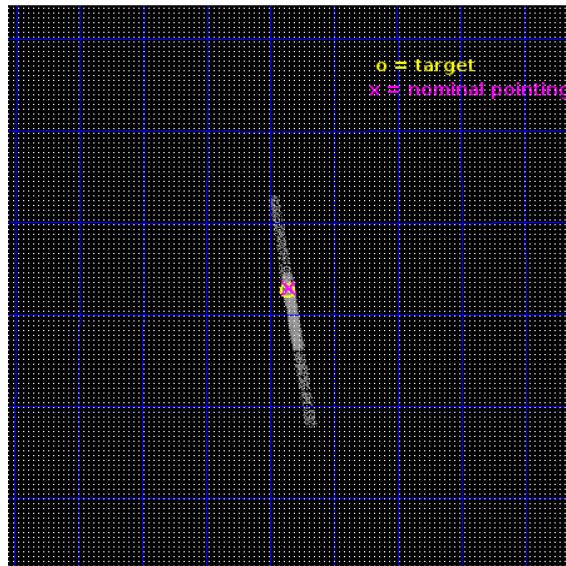 o = target
x = nominal pointing